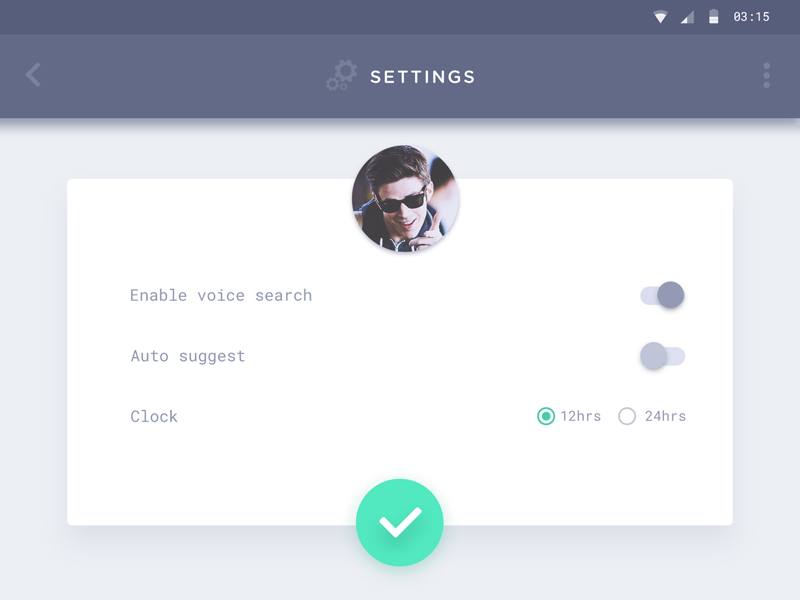 03:15
SETTINGS
Enable voice search
Auto suggest
Clock 12hrs 24hrs